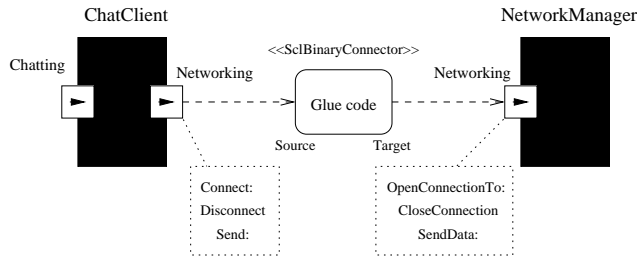 ChatClient
NetworkManager
<<SclBinaryConnector>>
Chatting
Networking
Networking
Glue code
Source
Target
Connect:
Disconnect
Send:
OpenConnectionTo:
CloseConnection
SendData: